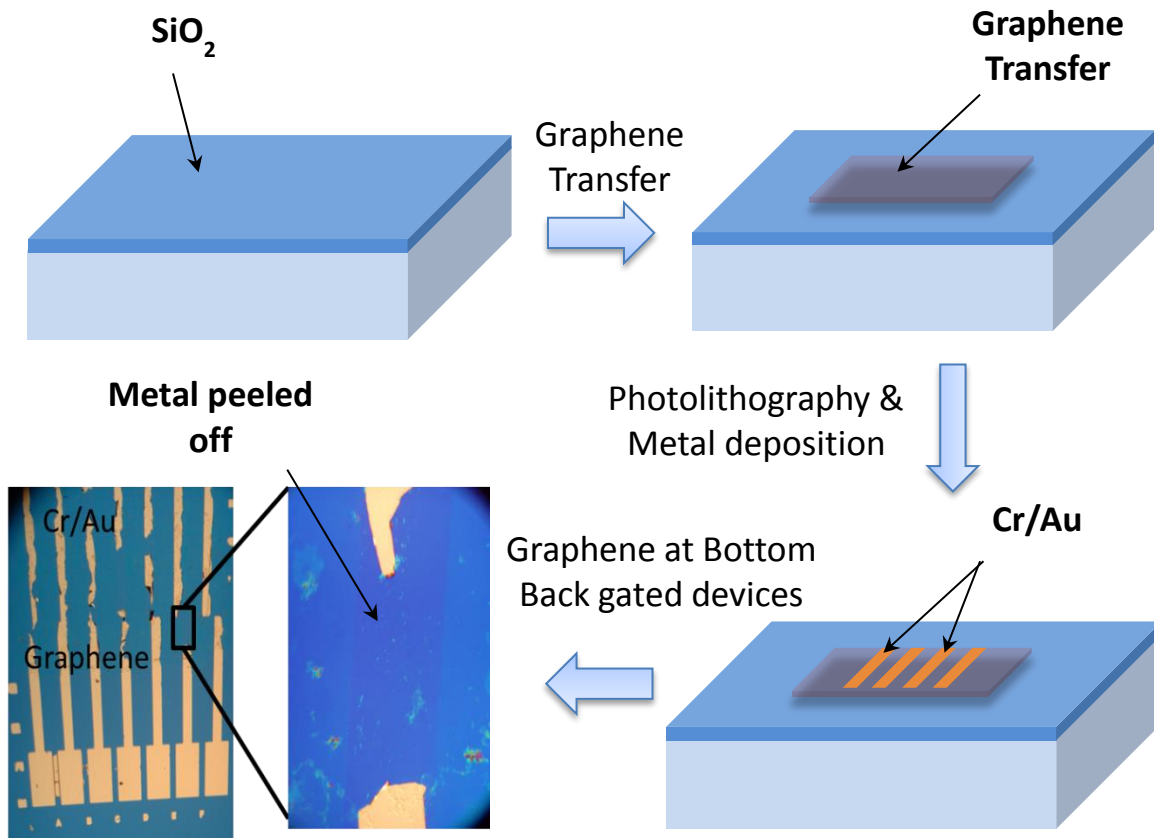 SiO₂
Graphene
Transfer
Graphene
Transfer
Photolithography &
Metal deposition
Cr/Au
Graphene at Bottom
Back gated devices
Metal peeled
off
Cr/Au
Graphene
A B C D E F